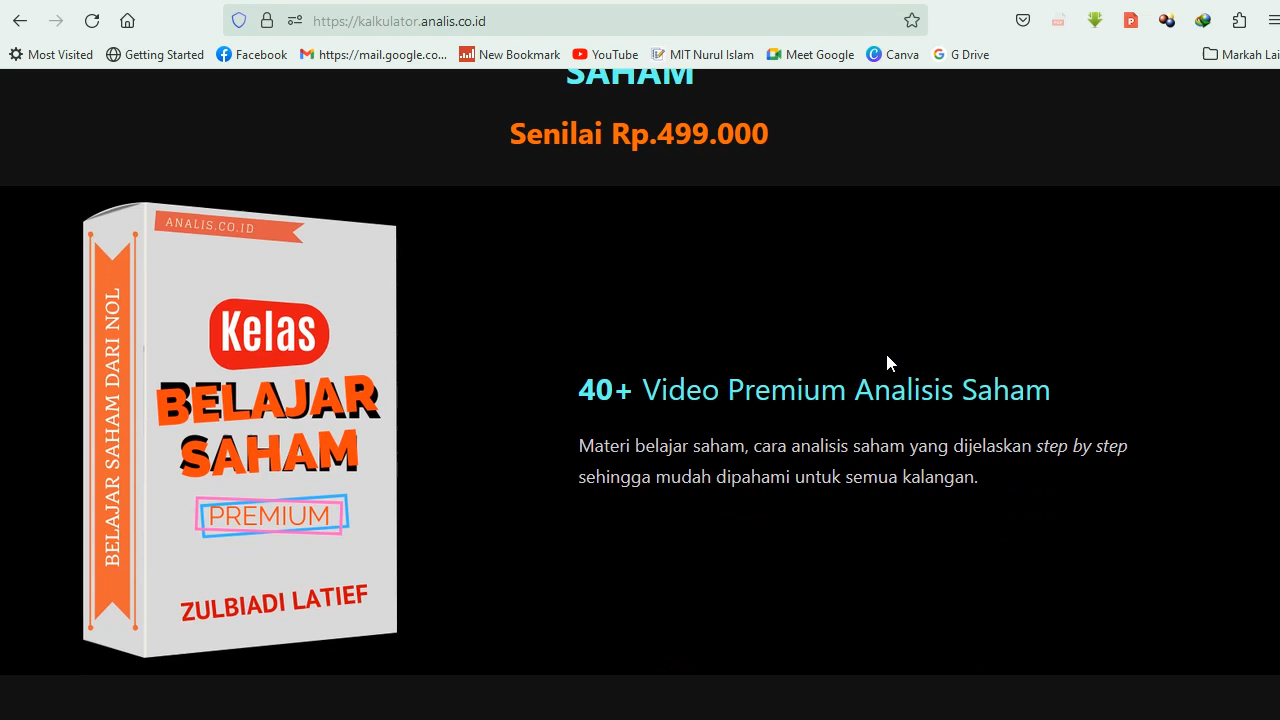 https://kalkulator.analis.co.id
Most Visited
Getting Started
Facebook
https://mail.google.co...
New Bookmark
YouTube
MIT Nurul Islam
Meet Google
Canva
G Drive
Markah Lai
SAHAM
Senilai Rp.499.000
ANALIS.CO.ID
BELAJAR SAHAM DARI NOL
Kelas
BELAJAR
SAHAM
PREMIUM
ZULBIADI LATIEF
40+ Video Premium Analisis Saham
Materi belajar saham, cara analisis saham yang dijelaskan step by step
sehingga mudah dipahami untuk semua kalangan.